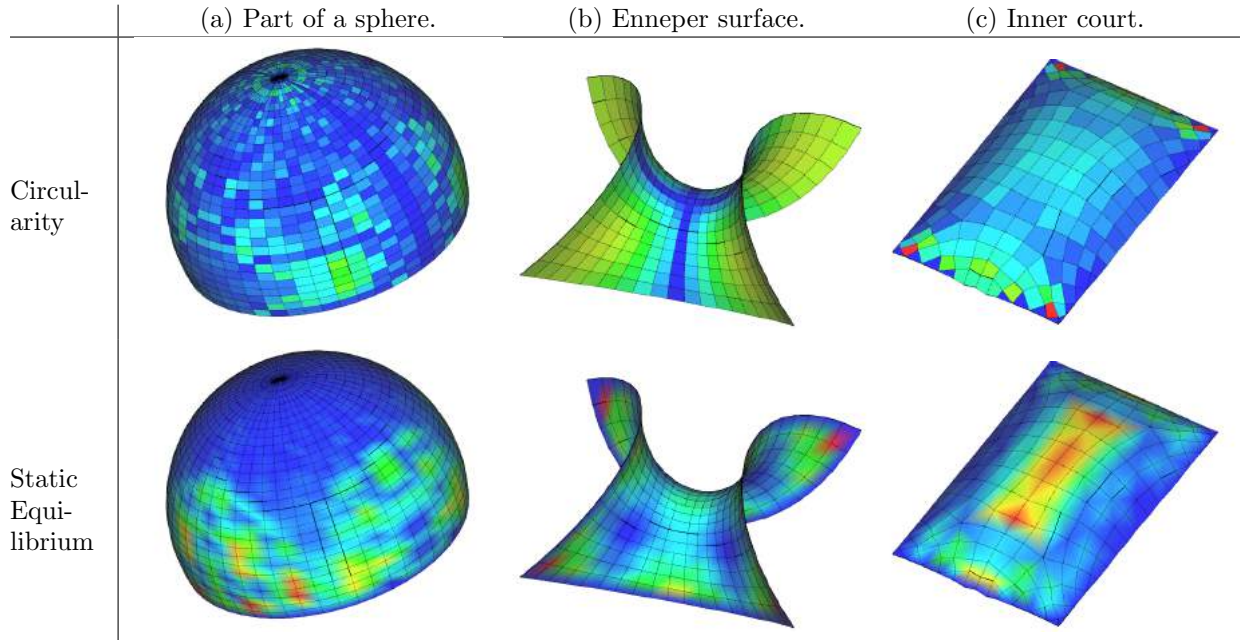 (a) Part of a sphere.
(b) Enneper surface.
(c) Inner court.
Circul-
arity
Static
Equi-
librium